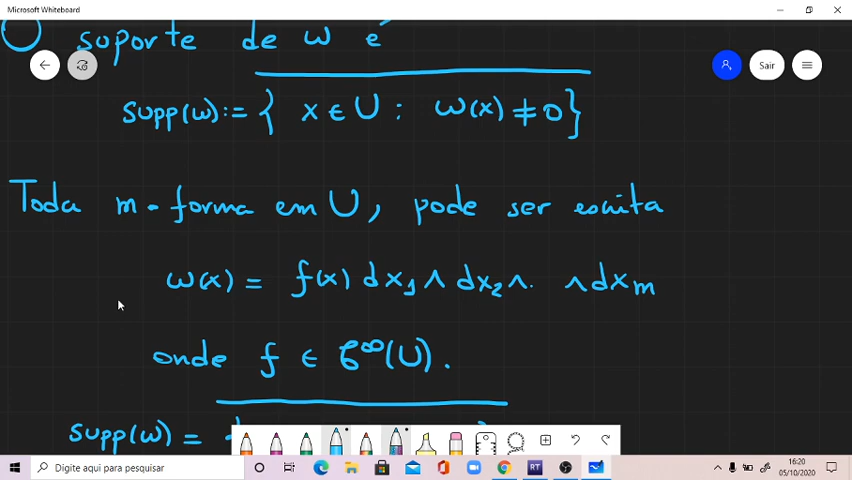 Microsoft Whiteboard
O suporte de ω é
Sair
supp(ω):= { x ∈ U : ω(x) ≠ 0}
Toda m-forma em U, pode ser escrita
ω(x) = f(x) dx₁ ∧ dx₂ ∧. ∧ dxₘ
onde f ∈ C^∞(U).
supp(ω) = {
Digite aqui para pesquisar
RT
16:20
05/10/2020